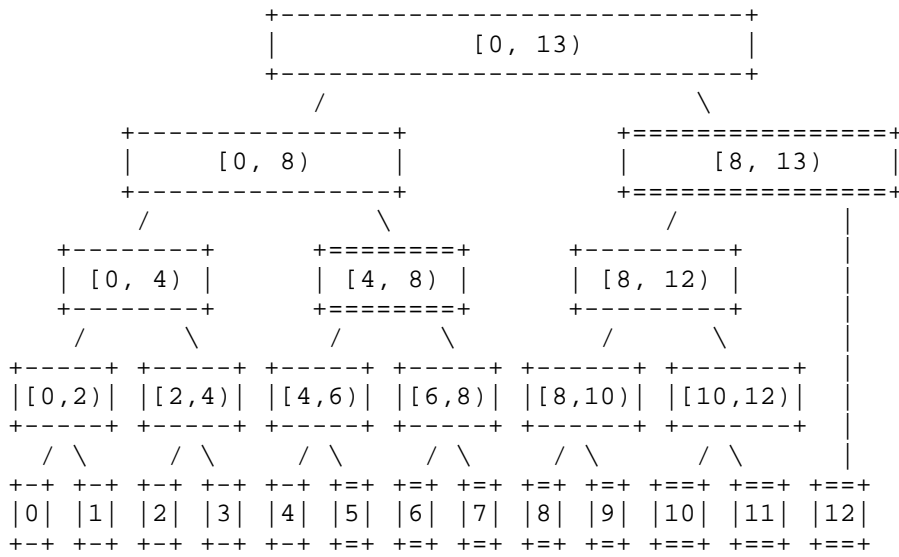 +-----------------------------+
|            [0, 13)          |
+-----------------------------+
/                       \
+----------------+              +================+
|     [0, 8)     |              |     [8, 13)    |
+----------------+              +================+
/              \                 /          |
+--------+      +========+      +---------+      |
| [0, 4) |      | [4, 8) |      | [8, 12) |      |
+--------+      +========+      +---------+      |
/      \        /      \        /      \       |
+-----+ +-----+ +-----+ +-----+ +------+ +-------+  |
|[0,2)| |[2,4)| |[4,6)| |[6,8)| |[8,10)| |[10,12)|  |
+-----+ +-----+ +-----+ +-----+ +------+ +-------+  |
/ \     / \     / \     / \     / \      / \      |
+-+ +-+ +-+ +-+ +-+ +=+ +=+ +=+ +=+ +=+ +==+ +==+ +==+
|0| |1| |2| |3| |4| |5| |6| |7| |8| |9| |10| |11| |12|
+-+ +-+ +-+ +-+ +-+ +=+ +=+ +=+ +=+ +=+ +==+ +==+ +==+